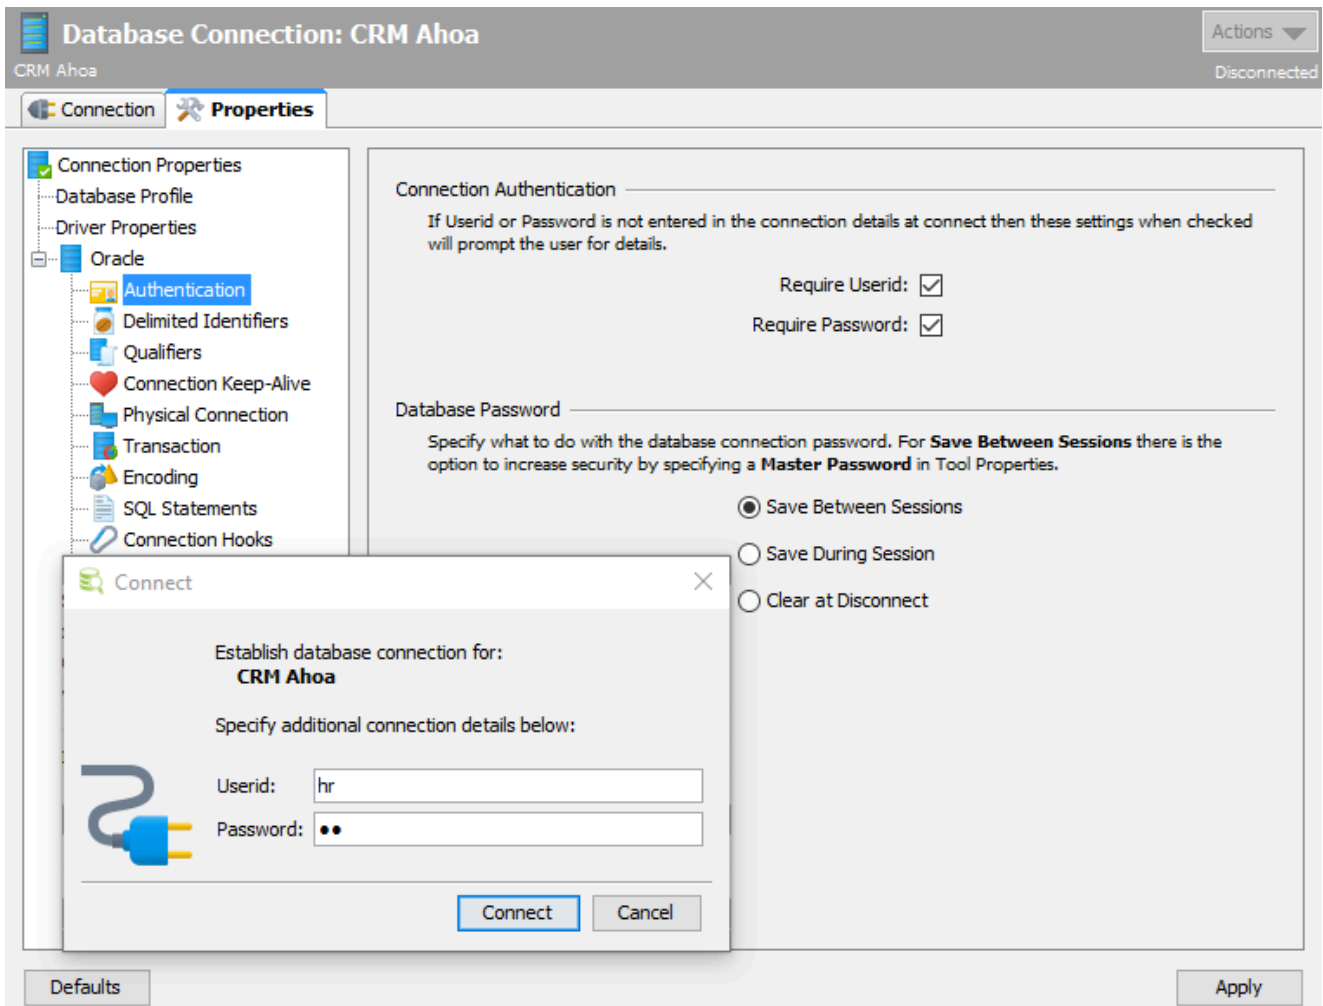 Database Connection: CRM Ahoa
Actions
CRM Ahoa
Disconnected
Connection
Properties
Connection Properties
Database Profile
Driver Properties
Oracle
Authentication
Delimited Identifiers
Qualifiers
Connection Keep-Alive
Physical Connection
Transaction
Encoding
SQL Statements
Connection Hooks
Connection Authentication
If Userid or Password is not entered in the connection details at connect then these settings when checked
will prompt the user for details.
Require Userid:
Require Password:
Database Password
Specify what to do with the database connection password. For Save Between Sessions there is the
option to increase security by specifying a Master Password in Tool Properties.
Save Between Sessions
Save During Session
Clear at Disconnect
Connect
Establish database connection for:
CRM Ahoa
Specify additional connection details below:
Userid: hr
Password: ●●
Connect
Cancel
Defaults
Apply